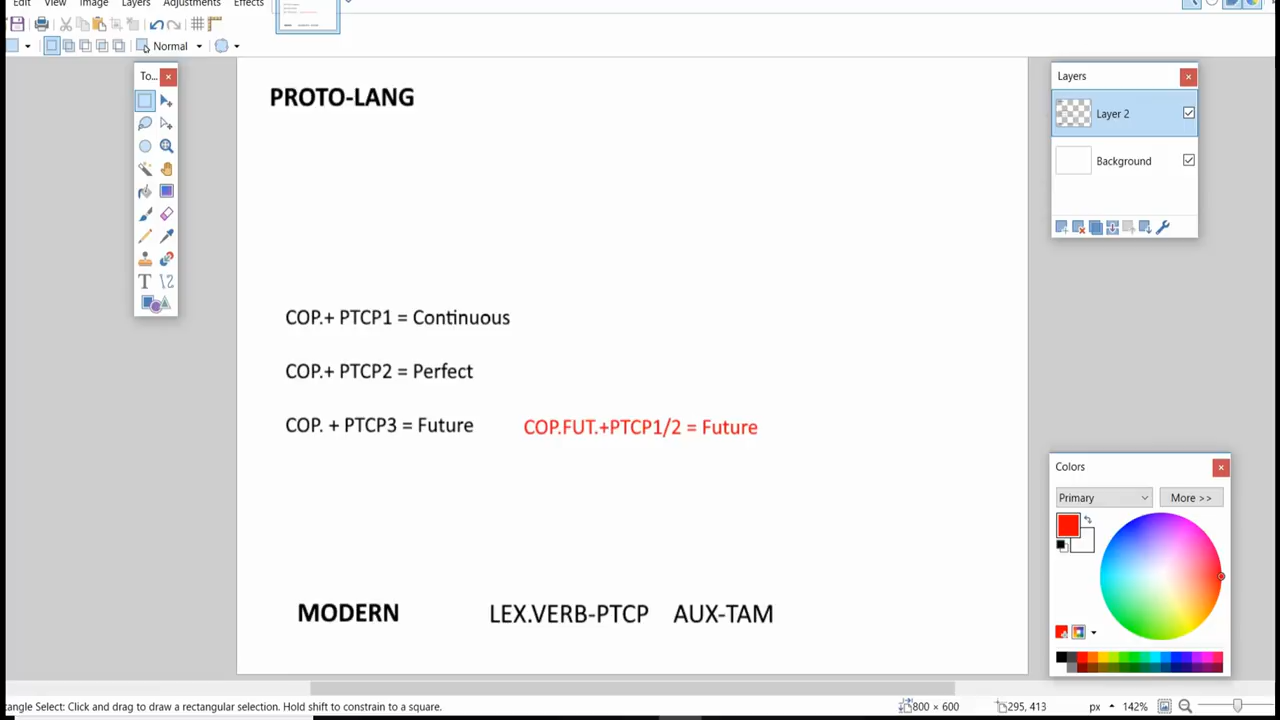 Edit View Image Layers Adjustments Effects
Normal
To...
Layers
PROTO-LANG
Layer 2
Background
COP.+ PTCP1 = Continuous
COP.+ PTCP2 = Perfect
COP. + PTCP3 = Future COP.FUT.+PTCP1/2 = Future
Colors
Primary More >>
MODERN LEX.VERB-PTCP AUX-TAM
tangle Select: Click and drag to draw a rectangular selection. Hold shift to constrain to a square. 800 × 600 295, 413 px 142%